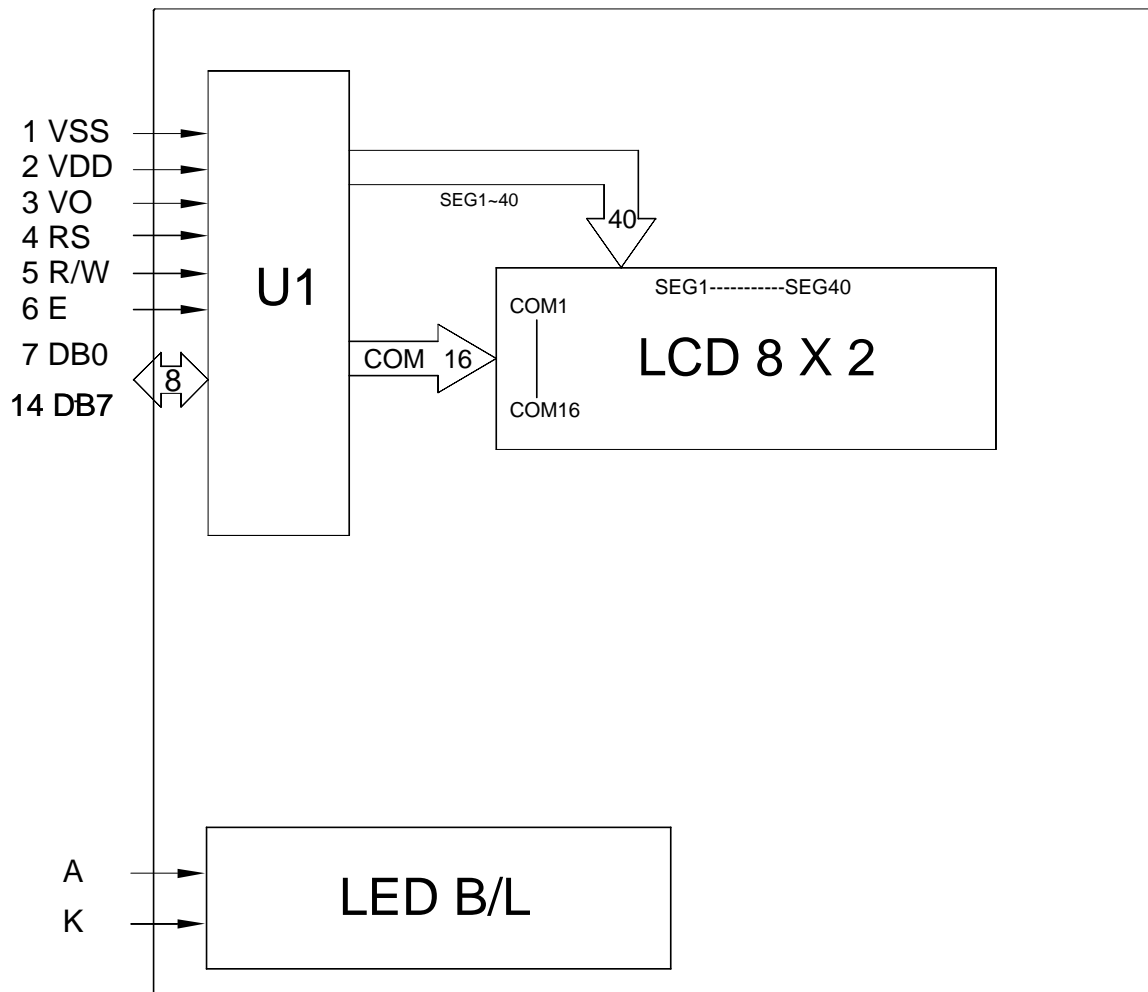 1 VSS
2 VDD
3 VO
4 RS
5 R/W
6 E
7 DB0
14 DB7
8
U1
SEG1~40
40
COM 16
SEG1-----------SEG40
COM1
COM16
LCD 8 X 2
A
K
LED B/L